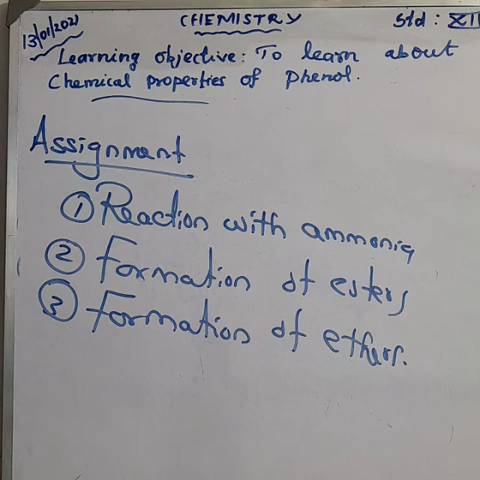 13/01/2021
CHEMISTRY
Std : XII
Learning objective: To learn about
Chemical properties of Phenol.
Assignment
① Reaction with ammonia
② Formation of esters
③ Formation of ethers.